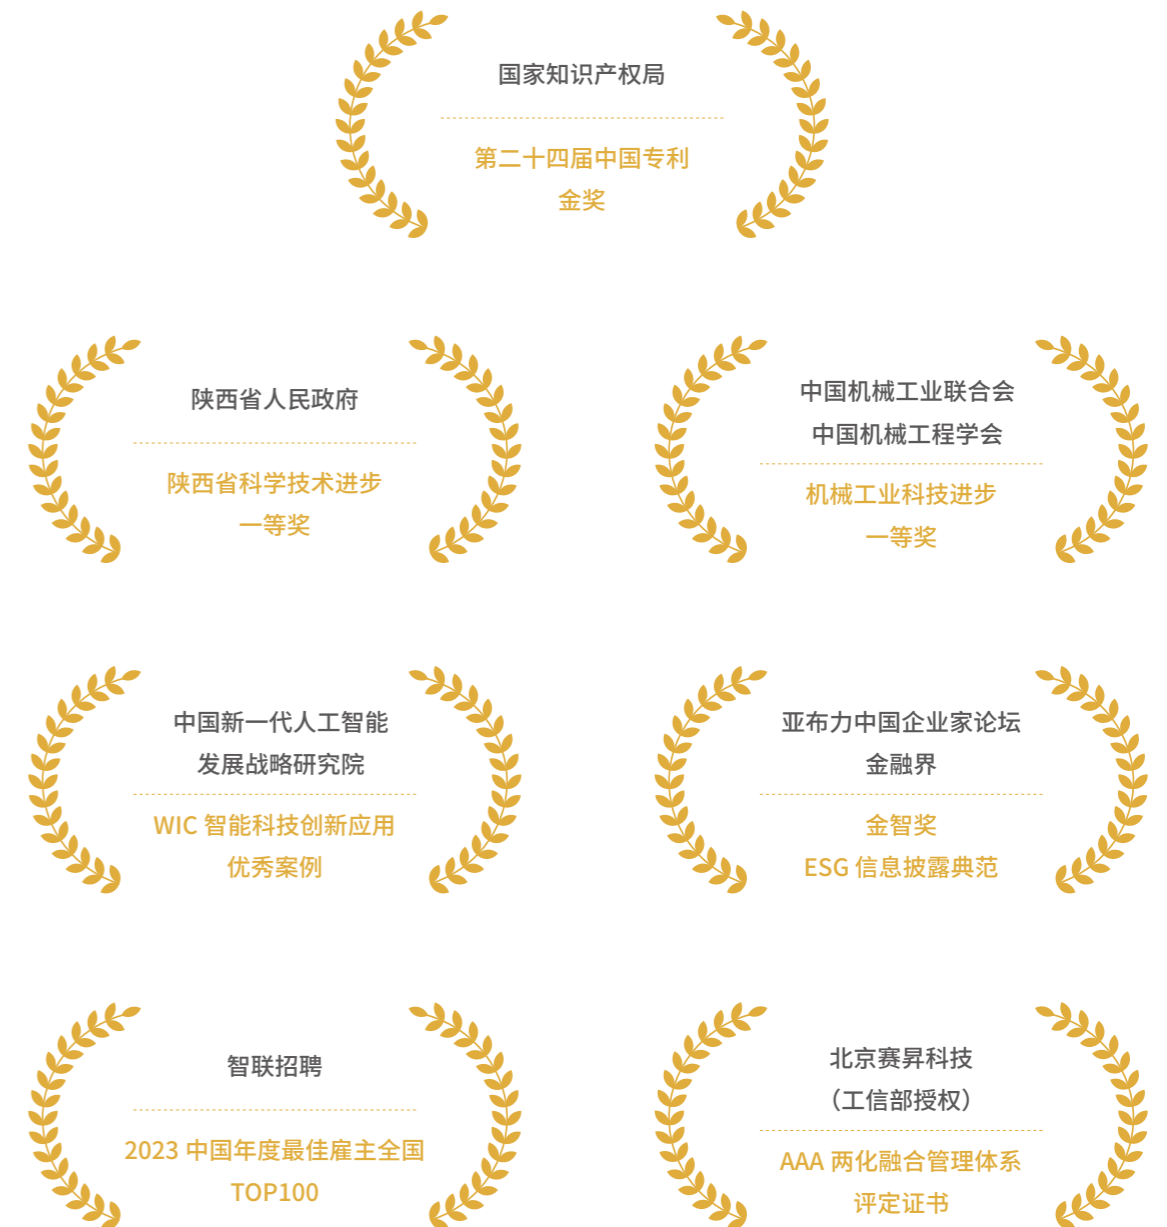 国家知识产权局
第二十四届中国专利
金奖
陕西省人民政府
陕西省科学技术进步
一等奖
中国机械工业联合会
中国机械工程学会
机械工业科技进步
一等奖
中国新一代人工智能
发展战略研究院
WIC 智能科技创新应用
优秀案例
亚布力中国企业家论坛
金融界
金智奖
ESG 信息披露典范
智联招聘
2023 中国年度最佳雇主全国
TOP100
北京赛昇科技
（工信部授权）
AAA 两化融合管理体系
评定证书